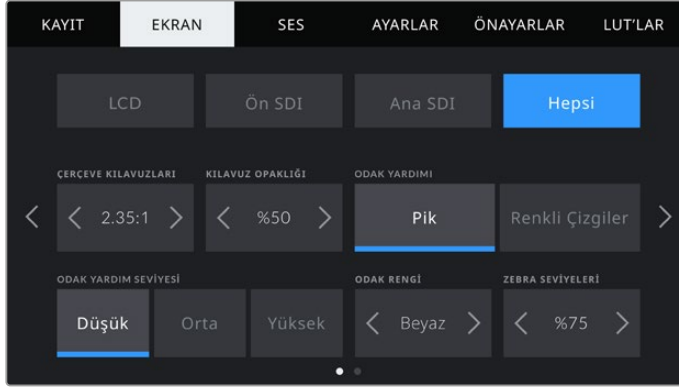 KAYIT EKRAN SES AYARLAR ÖNAYARLAR LUT'LAR
LCD Ön SDI Ana SDI Hepsi
ÇERÇEVE KILAVUZLARI KILAVUZ OPAKLIĞI ODAK YARDIMI
2.35:1 %50 Pik Renkli Çizgiler
ODAK YARDIM SEVİYESİ ODAK RENGİ ZEBRA SEVİYELERİ
Düşük Orta Yüksek Beyaz %75